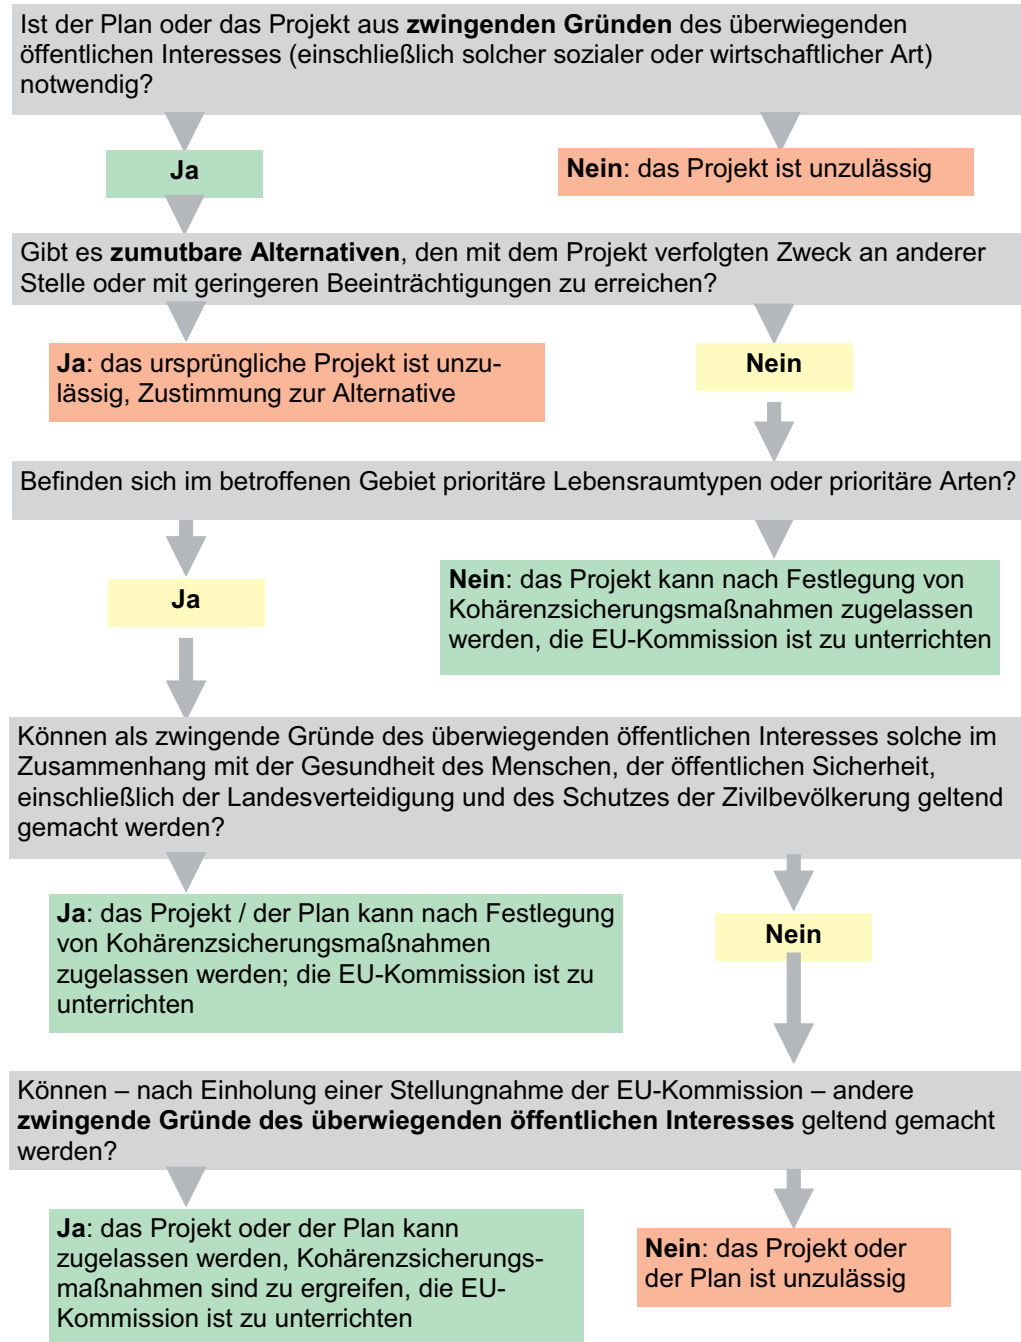 Ist der Plan oder das Projekt aus zwingenden Gründen des überwiegenden
öffentlichen Interesses (einschließlich solcher sozialer oder wirtschaftlicher Art)
notwendig?
Ja
Nein: das Projekt ist unzulässig
Gibt es zumutbare Alternativen, den mit dem Projekt verfolgten Zweck an anderer
Stelle oder mit geringeren Beeinträchtigungen zu erreichen?
Ja: das ursprüngliche Projekt ist unzu-
lässig, Zustimmung zur Alternative
Nein
Befinden sich im betroffenen Gebiet prioritäre Lebensraumtypen oder prioritäre Arten?
Ja
Nein: das Projekt kann nach Festlegung von
Kohärenzsicherungsmaßnahmen zugelassen
werden, die EU-Kommission ist zu unterrichten
Können als zwingende Gründe des überwiegenden öffentlichen Interesses solche im
Zusammenhang mit der Gesundheit des Menschen, der öffentlichen Sicherheit,
einschließlich der Landesverteidigung und des Schutzes der Zivilbevölkerung geltend
gemacht werden?
Ja: das Projekt / der Plan kann nach Festlegung
von Kohärenzsicherungsmaßnahmen
zugelassen werden; die EU-Kommission ist zu
unterrichten
Nein
Können – nach Einholung einer Stellungnahme der EU-Kommission – andere
zwingende Gründe des überwiegenden öffentlichen Interesses geltend gemacht
werden?
Ja: das Projekt oder der Plan kann
zugelassen werden, Kohärenzsicherungs-
maßnahmen sind zu ergreifen, die EU-
Kommission ist zu unterrichten
Nein: das Projekt oder
der Plan ist unzulässig